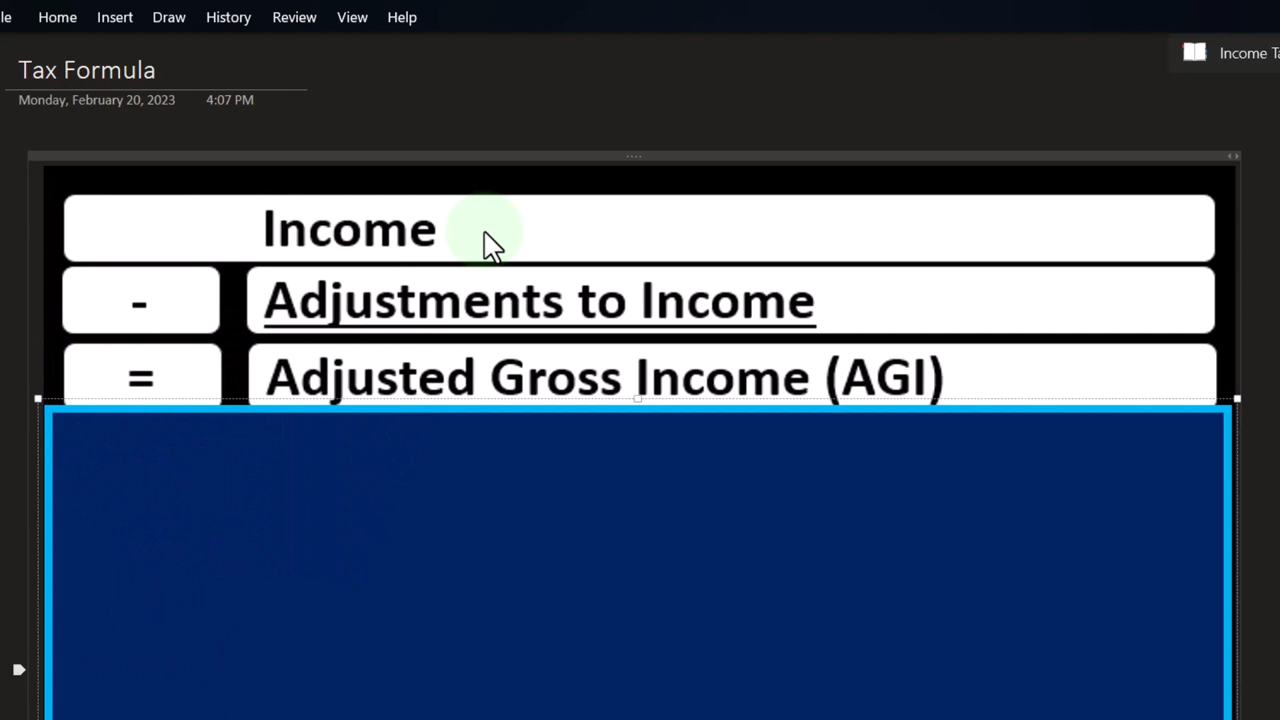 le Home Insert Draw History Review View Help
Income Ta
Tax Formula
Monday, February 20, 2023 4:07 PM
Income
- Adjustments to Income
= Adjusted Gross Income (AGI)